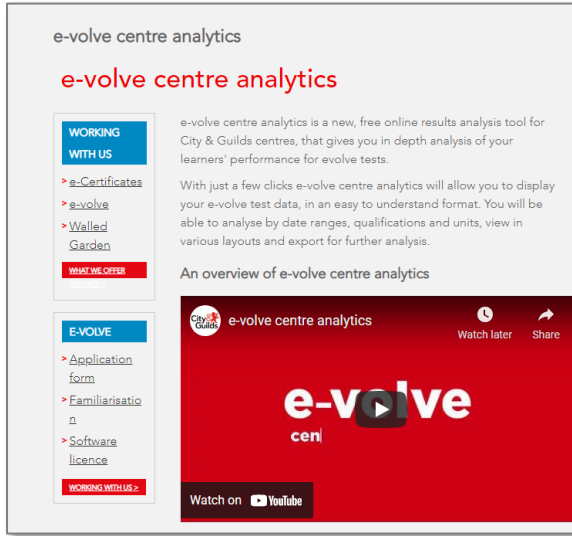 e-volve centre analytics
e-volve centre analytics
WORKING
WITH US
> e-Certificates
> e-volve
> Walled
Garden
WHAT WE OFFER
CENTRES >
E-VOLVE
> Application
form
> Familiarisatio
n
> Software
licence
WORKING WITH US >
e-volve centre analytics is a new, free online results analysis tool for
City & Guilds centres, that gives you in depth analysis of your
learners' performance for evolve tests.
With just a few clicks e-volve centre analytics will allow you to display
your e-volve test data, in an easy to understand format. You will be
able to analyse by date ranges, qualifications and units, view in
various layouts and export for further analysis.
An overview of e-volve centre analytics
City &
Guilds
e-volve centre analytics
Watch later
Share
e-volve
cen
Watch on YouTube